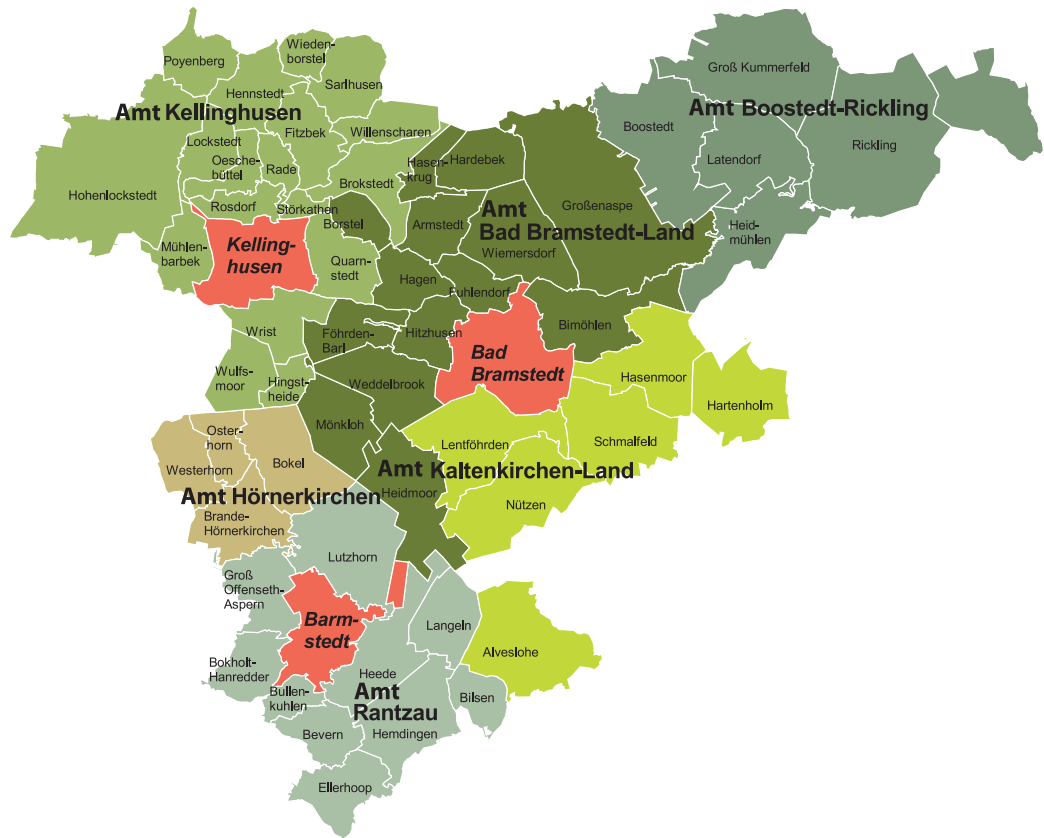 Wieden-
borstel
Poyenberg
Sarlhusen
Hennstedt
Amt Kellinghusen
Fitzbek
Willenscharen
Lockstedt
Oesche-
büttel
Rade
Hohenlockstedt
Brokstedt
Rosdorf
Störkathen
Mühlen-
barbek
Kelling-
husen
Quarn-
stedt
Wrist
Wulfs-
moor
Hingst-
heide
Groß Kummerfeld
Amt Boostedt-Rickling
Boostedt
Latendorf
Rickling
Heid-
mühlen
Hasen-
krug
Hardebek
Borstel
Armstedt
Großenaspe
Amt
Bad Bramstedt-Land
Wiemersdorf
Hagen
Fuhlendorf
Föhrden-
Barl
Hitzhusen
Bimöhlen
Bad
Bramstedt
Weddelbrook
Mönkloh
Heidmoor
Hasenmoor
Hartenholm
Lentföhrden
Schmalfeld
Amt Kaltenkirchen-Land
Nützen
Alveslohe
Oster-
horn
Westerhorn
Bokel
Amt Hörnerkirchen
Brande-
Hörnerkirchen
Lutzhorn
Groß
Offenseth-
Aspern
Barm-
stedt
Langeln
Bokholt-
Hanredder
Heede
Bullen-
kuhlen
Amt
Rantzau
Bilsen
Bevern
Hemdingen
Ellerhoop